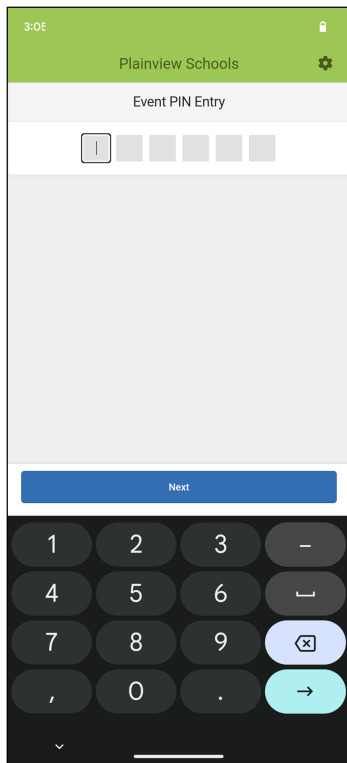 3:05
Plainview Schools
Event PIN Entry
Next
1 2 3 –
4 5 6
7 8 9
, 0 .